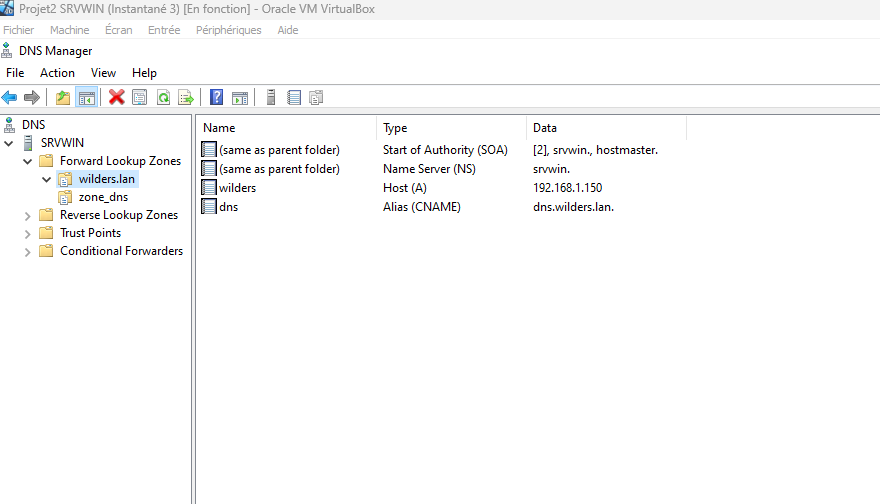 Projet2 SRVWIN (Instantané 3) [En fonction] - Oracle VM VirtualBox
Fichier Machine Écran Entrée Périphériques Aide
DNS Manager
File Action View Help
DNS
SRVWIN
Forward Lookup Zones
wilders.lan
zone_dns
Reverse Lookup Zones
Trust Points
Conditional Forwarders
Name Type Data
(same as parent folder) Start of Authority (SOA) [2], srvwin., hostmaster.
(same as parent folder) Name Server (NS) srvwin.
wilders Host (A) 192.168.1.150
dns Alias (CNAME) dns.wilders.lan.